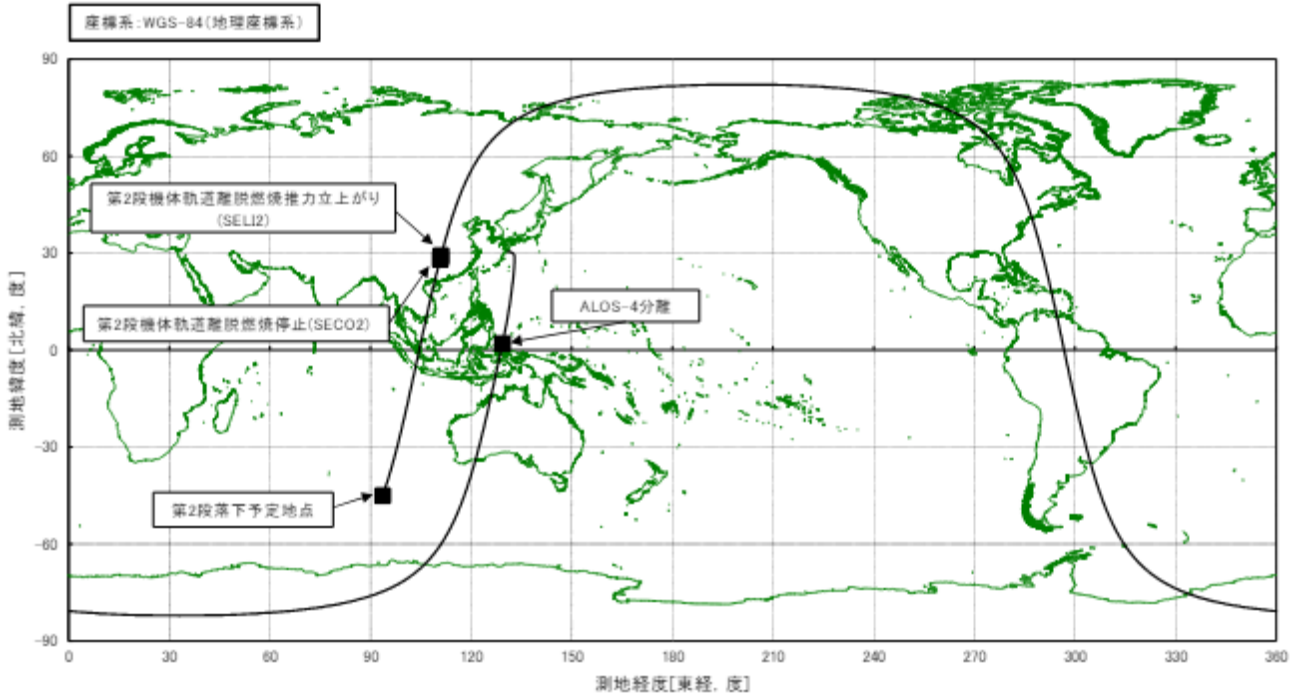 座標系:WGS-84(地理座標系)
90
60
30
0
-30
-60
-90
測地緯度[北緯, 度]
第2段機体軌道離脱燃焼推力立上がり
(SELI2)
第2段機体軌道離脱燃焼停止(SECO2)
ALOS-4分離
第2段落下予定地点
0
30
60
90
120
150
180
210
240
270
300
330
360
測地経度[東経, 度]